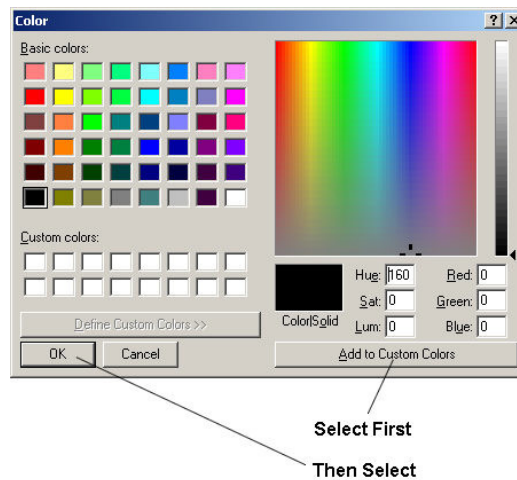 Color
? ×
Basic colors:
Custom colors:
Define Custom Colors >>
OK Cancel
Color|Solid
Hue: 160 Red: 0
Sat: 0 Green: 0
Lum: 0 Blue: 0
Add to Custom Colors
Select First
Then Select